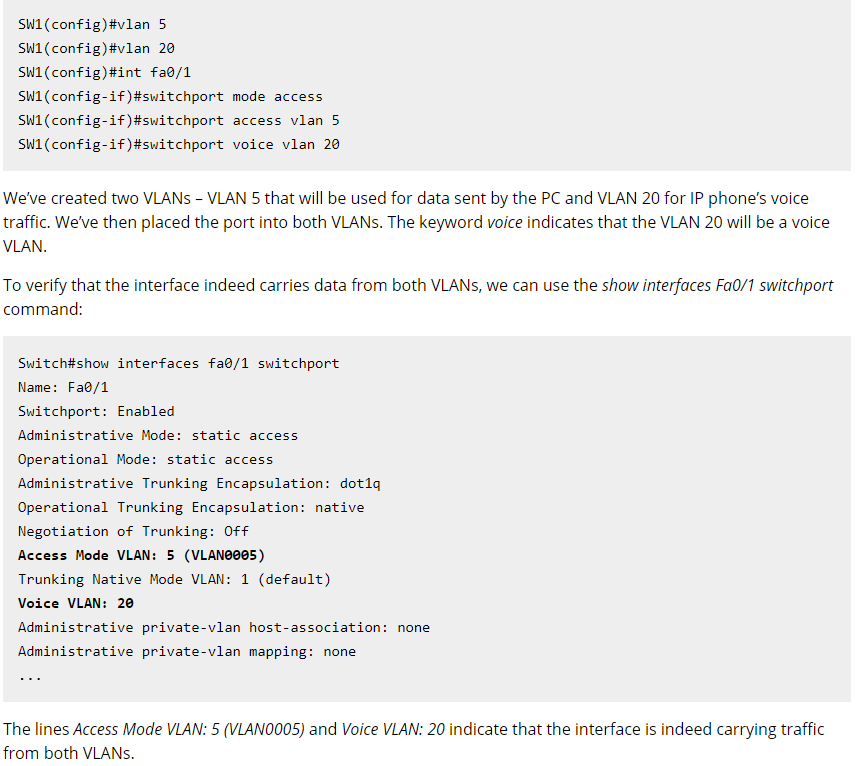 SW1(config)#vlan 5
SW1(config)#vlan 20
SW1(config)#int fa0/1
SW1(config-if)#switchport mode access
SW1(config-if)#switchport access vlan 5
SW1(config-if)#switchport voice vlan 20
We’ve created two VLANs – VLAN 5 that will be used for data sent by the PC and VLAN 20 for IP phone’s voice
traffic. We’ve then placed the port into both VLANs. The keyword voice indicates that the VLAN 20 will be a voice
VLAN.
To verify that the interface indeed carries data from both VLANs, we can use the show interfaces Fa0/1 switchport
command:
Switch#show interfaces fa0/1 switchport
Name: Fa0/1
Switchport: Enabled
Administrative Mode: static access
Operational Mode: static access
Administrative Trunking Encapsulation: dot1q
Operational Trunking Encapsulation: native
Negotiation of Trunking: Off
Access Mode VLAN: 5 (VLAN0005)
Trunking Native Mode VLAN: 1 (default)
Voice VLAN: 20
Administrative private-vlan host-association: none
Administrative private-vlan mapping: none
...
The lines Access Mode VLAN: 5 (VLAN0005) and Voice VLAN: 20 indicate that the interface is indeed carrying traffic
from both VLANs.